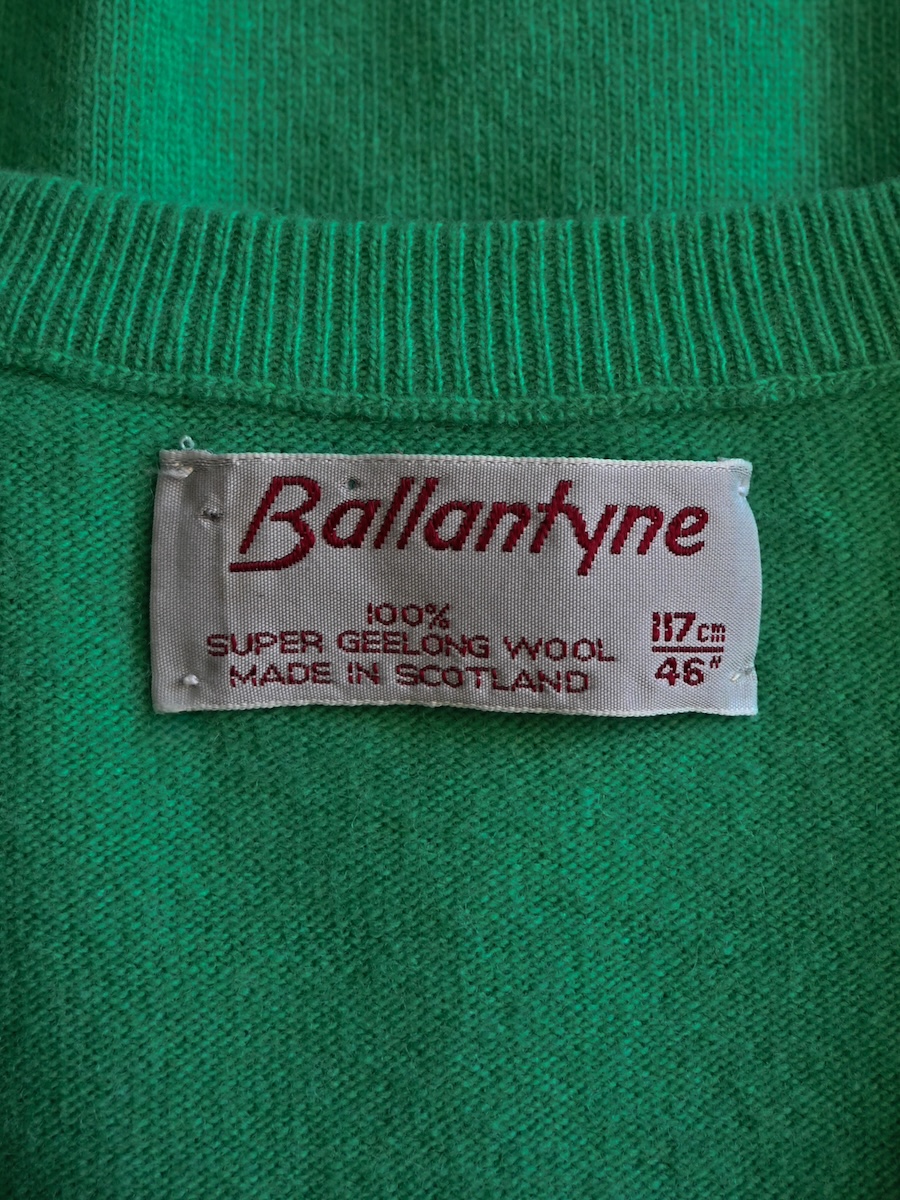 Ballantyne
100%
SUPER GEELONG WOOL
MADE IN SCOTLAND
117cm
46"